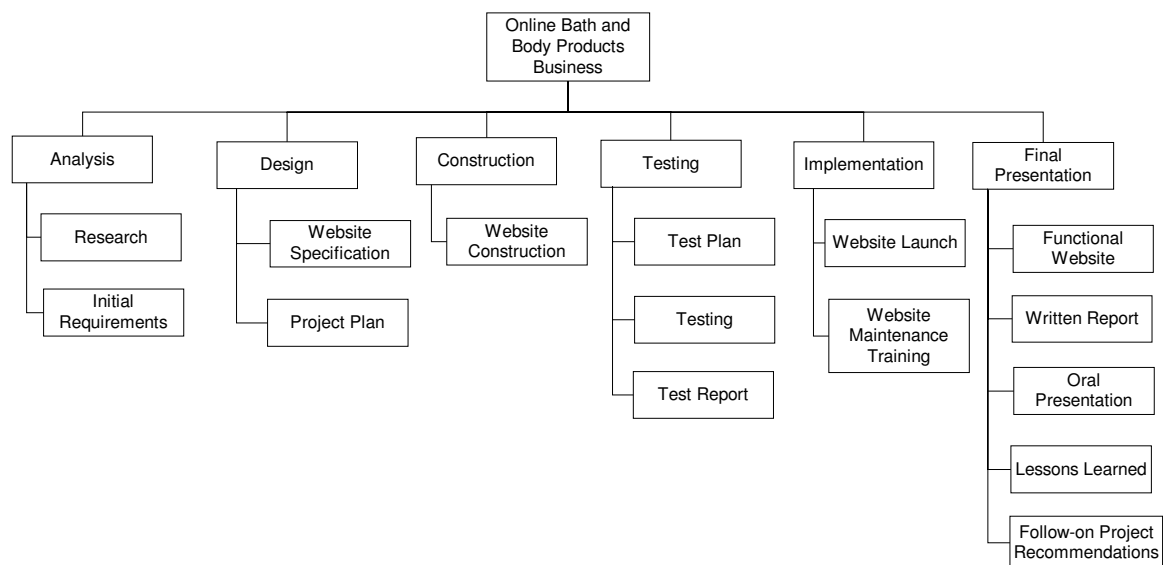 Online Bath and
Body Products
Business
Analysis
Design
Construction
Testing
Implementation
Final
Presentation
Research
Initial
Requirements
Website
Specification
Project Plan
Website
Construction
Test Plan
Testing
Test Report
Website Launch
Website
Maintenance
Training
Functional
Website
Written Report
Oral
Presentation
Lessons Learned
Follow-on Project
Recommendations